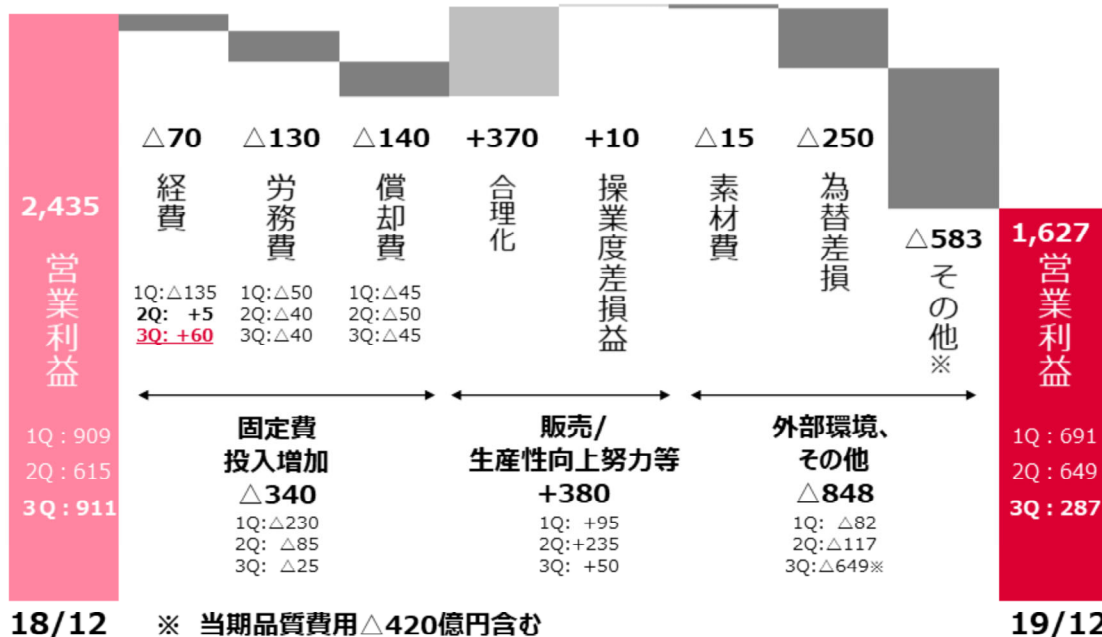 2,435
営業利益
1Q：909
2Q：615
3Q：911
18/12
△70
経費
1Q:△135
2Q: +5
3Q: +60
△130
労務費
1Q:△50
2Q:△40
3Q:△40
△140
償却費
1Q:△45
2Q:△50
3Q:△45
+370
合理化
+10
操業度差損益
△15
素材費
△250
為替差損
△583
その他※
1,627
営業利益
1Q：691
2Q：649
3Q：287
19/12
固定費
投入増加
△340
1Q:△230
2Q: △85
3Q: △25
販売/
生産性向上努力等
+380
1Q: +95
2Q:+235
3Q: +50
外部環境、
その他
△848
1Q: △82
2Q:△117
3Q:△649※
※ 当期品質費用△420億円含む